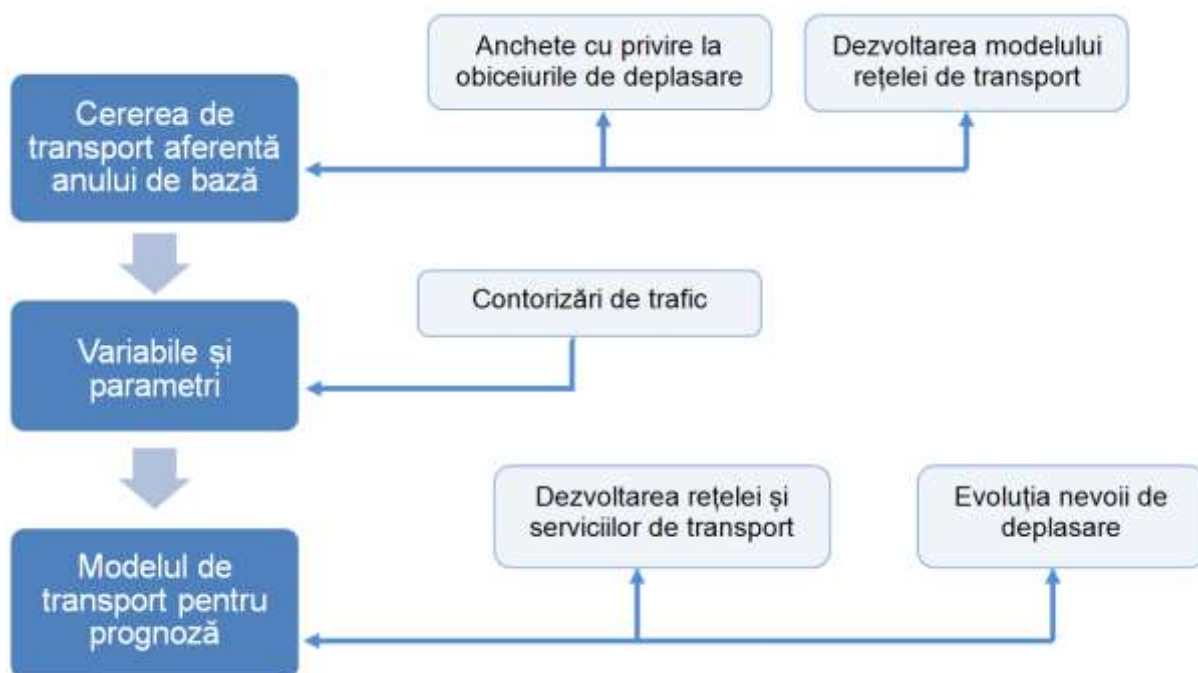 Anchete cu privire la
obiceiurile de deplasare
Dezvoltarea modelului
rețelei de transport
Cererea de
transport aferentă
anului de bază
Contorizări de trafic
Variabile și
parametri
Dezvoltarea rețelei și
serviciilor de transport
Evoluția nevoii de
deplasare
Modelul de
transport pentru
prognoză